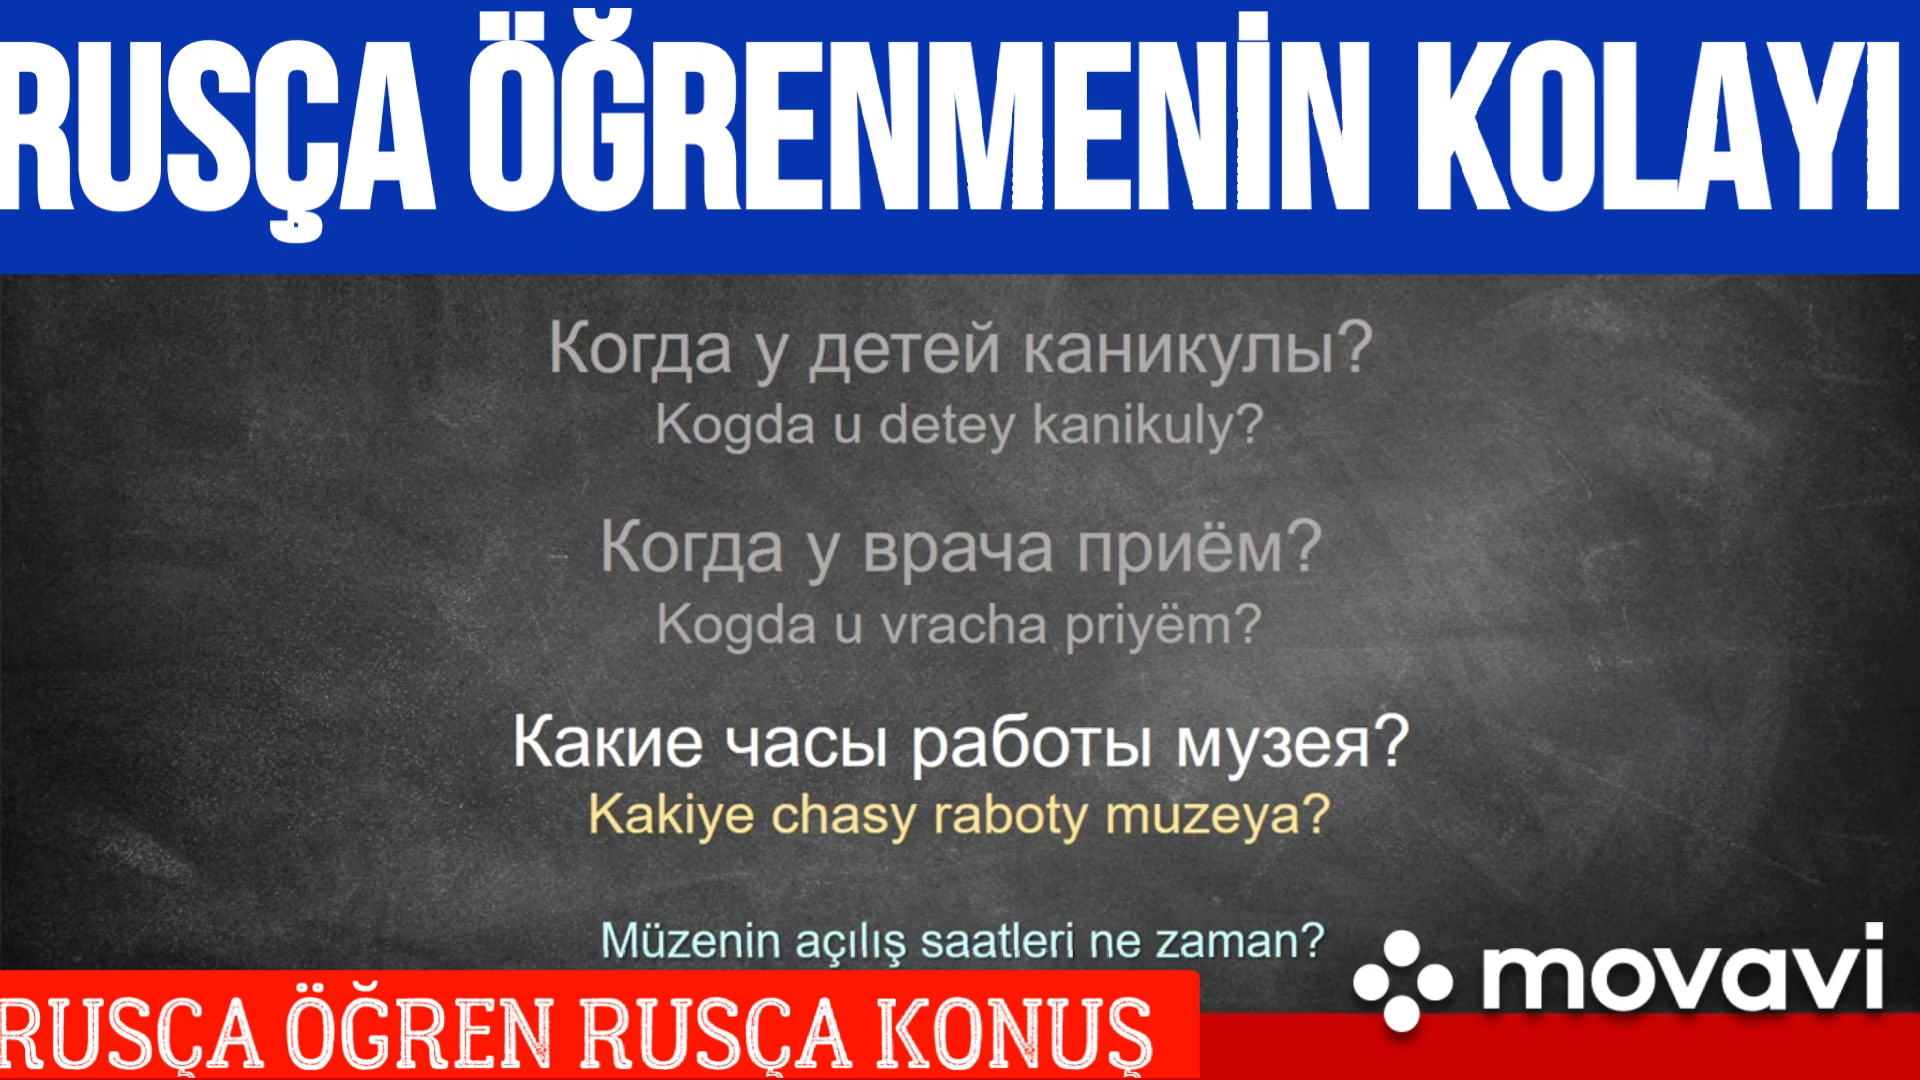 RUSÇA ÖĞRENMENİN KOLAYI
Когда у детей каникулы?
Kogda u detey kanikuly?
Когда у врача приём?
Kogda u vracha priyëm?
Какие часы работы музея?
Kakiye chasy raboty muzeya?
Müzenin açılış saatleri ne zaman?
movavi
RUSÇA ÖĞREN RUSÇA KONUŞ